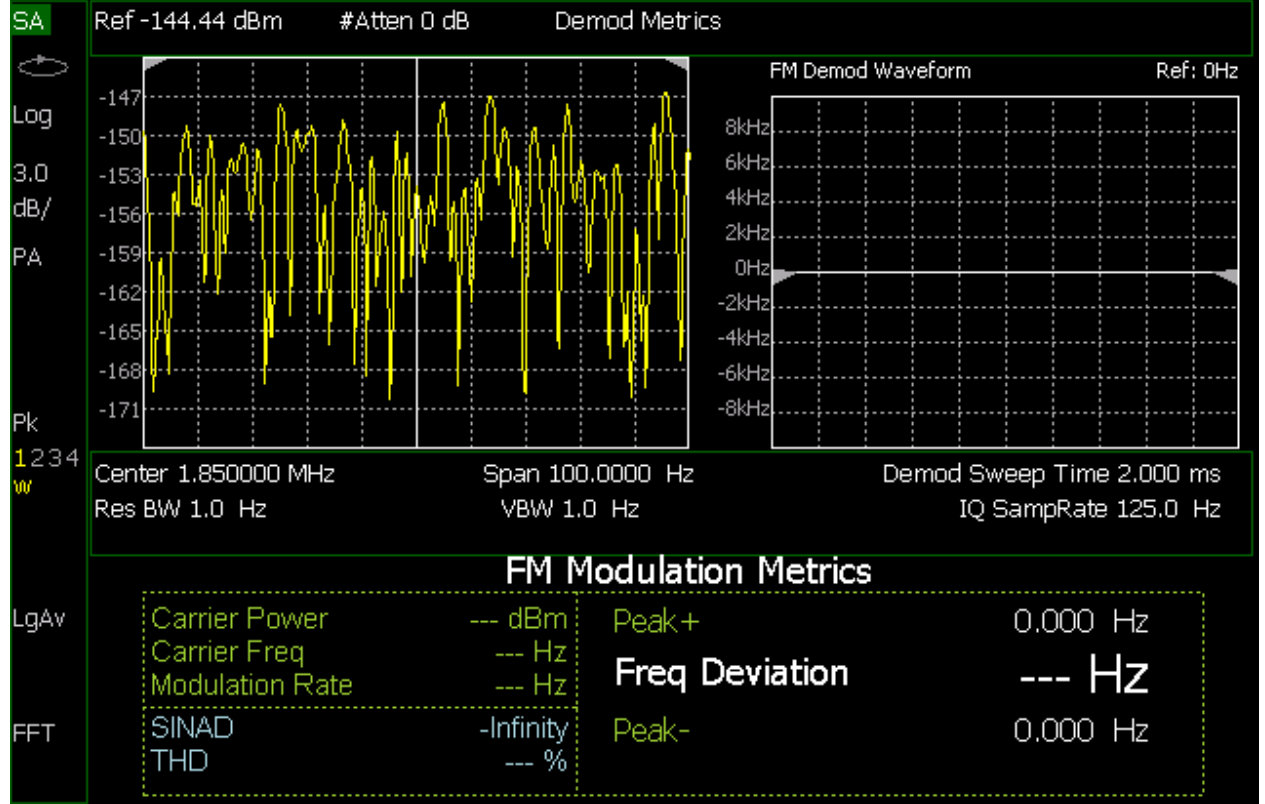 SA
Ref -144.44 dBm #Atten 0 dB Demod Metrics
Log
3.0
dB/
PA
Pk
1234
W
LgAv
FFT
-147
-150
-153
-156
-159
-162
-165
-168
-171
FM Demod Waveform Ref: 0Hz
8kHz
6kHz
4kHz
2kHz
0Hz
-2kHz
-4kHz
-6kHz
-8kHz
Center 1.850000 MHz Span 100.0000 Hz Demod Sweep Time 2.000 ms
Res BW 1.0 Hz VBW 1.0 Hz IQ SampRate 125.0 Hz
FM Modulation Metrics
Carrier Power --- dBm
Carrier Freq --- Hz
Modulation Rate --- Hz
SINAD -Infinity
THD --- %
Peak+ 0.000 Hz
Freq Deviation --- Hz
Peak- 0.000 Hz